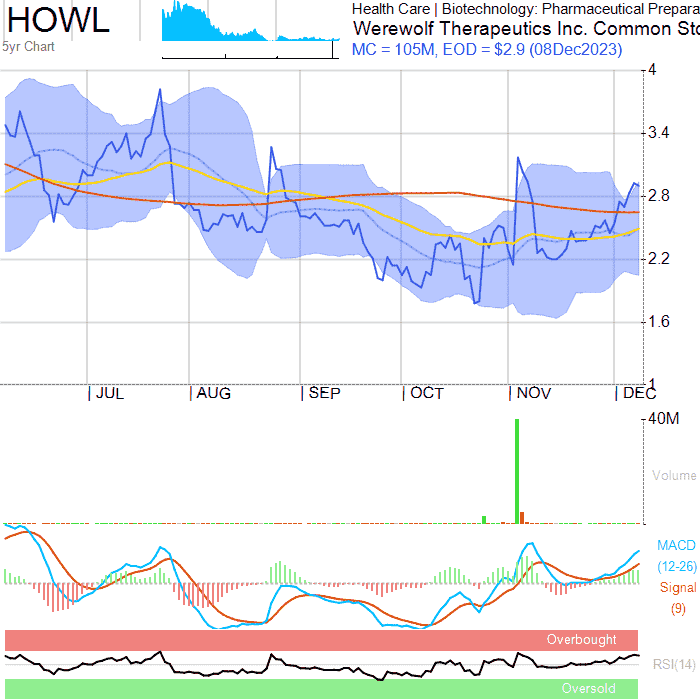 HOWL
5yr Chart
Health Care | Biotechnology: Pharmaceutical Prepara
Werewolf Therapeutics Inc. Common Sto
MC = 105M, EOD = $2.9 (08Dec2023)
4
3.4
2.8
2.2
1.6
1
JUL
AUG
SEP
OCT
NOV
DEC
40M
Volume
MACD
(12-26)
Signal
(9)
Overbought
RSI(14)
Oversold